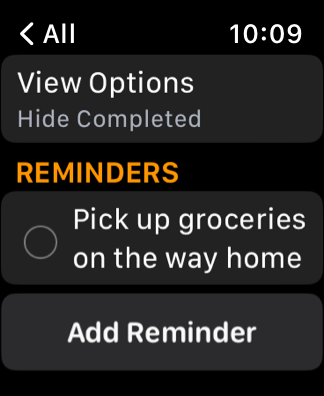 All 10:09
View Options
Hide Completed
REMINDERS
Pick up groceries
on the way home
Add Reminder